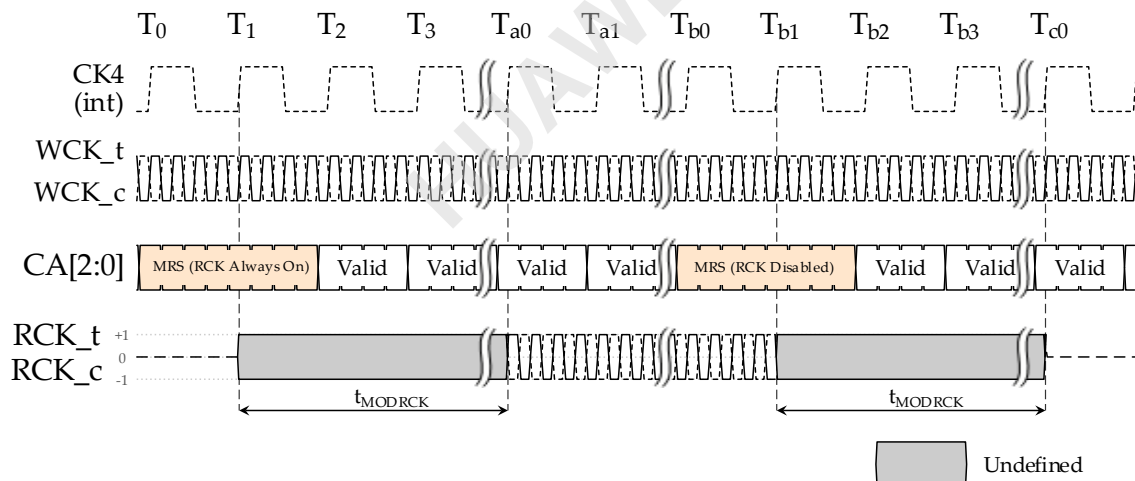 T0 T1 T2 T3 Ta0 Ta1 Tb0 Tb1 Tb2 Tb3 Tc0
CK4
(int)
WCK_t
WCK_c
CA[2:0] MRS (RCK Always On) Valid Valid Valid Valid MRS (RCK Disabled) Valid Valid Valid
RCK_t +1
0
RCK_c -1
tMODRCK tMODRCK
Undefined
HUAWE